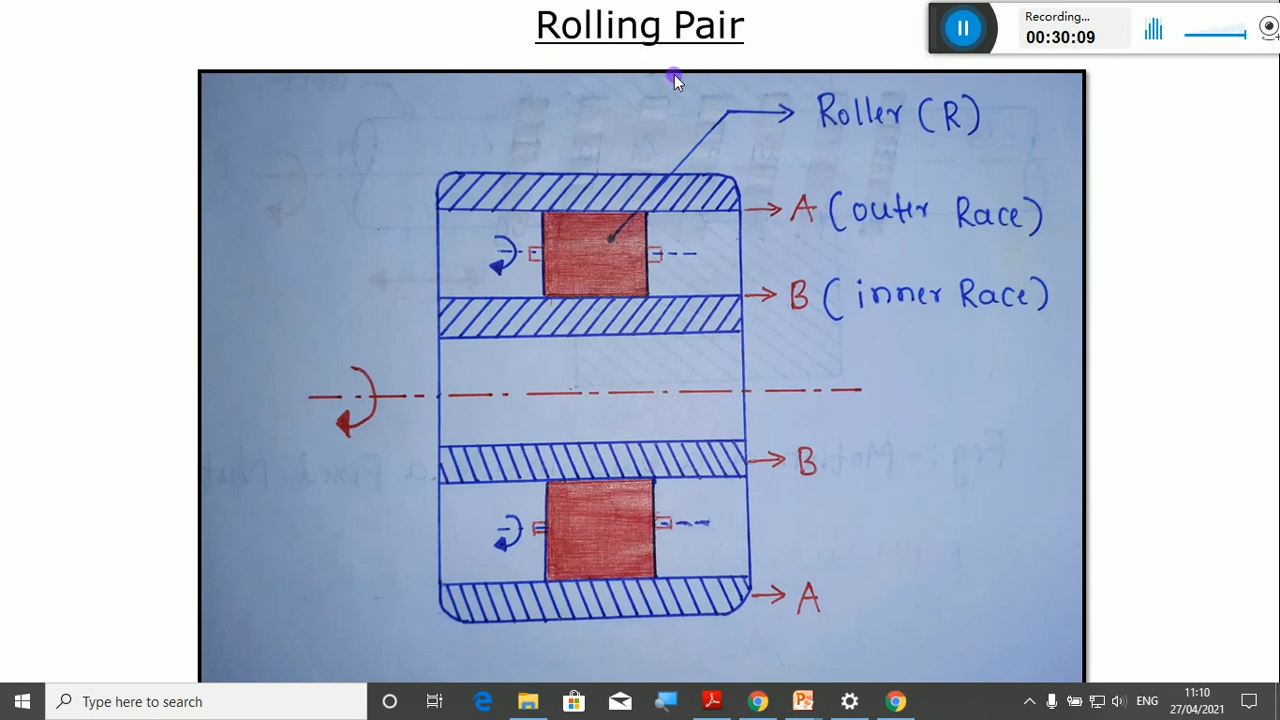 Rolling Pair
Recording...
00:30:09
Roller (R)
A (outer Race)
B (inner Race)
B
A
Type here to search
ENG
11:10
27/04/2021